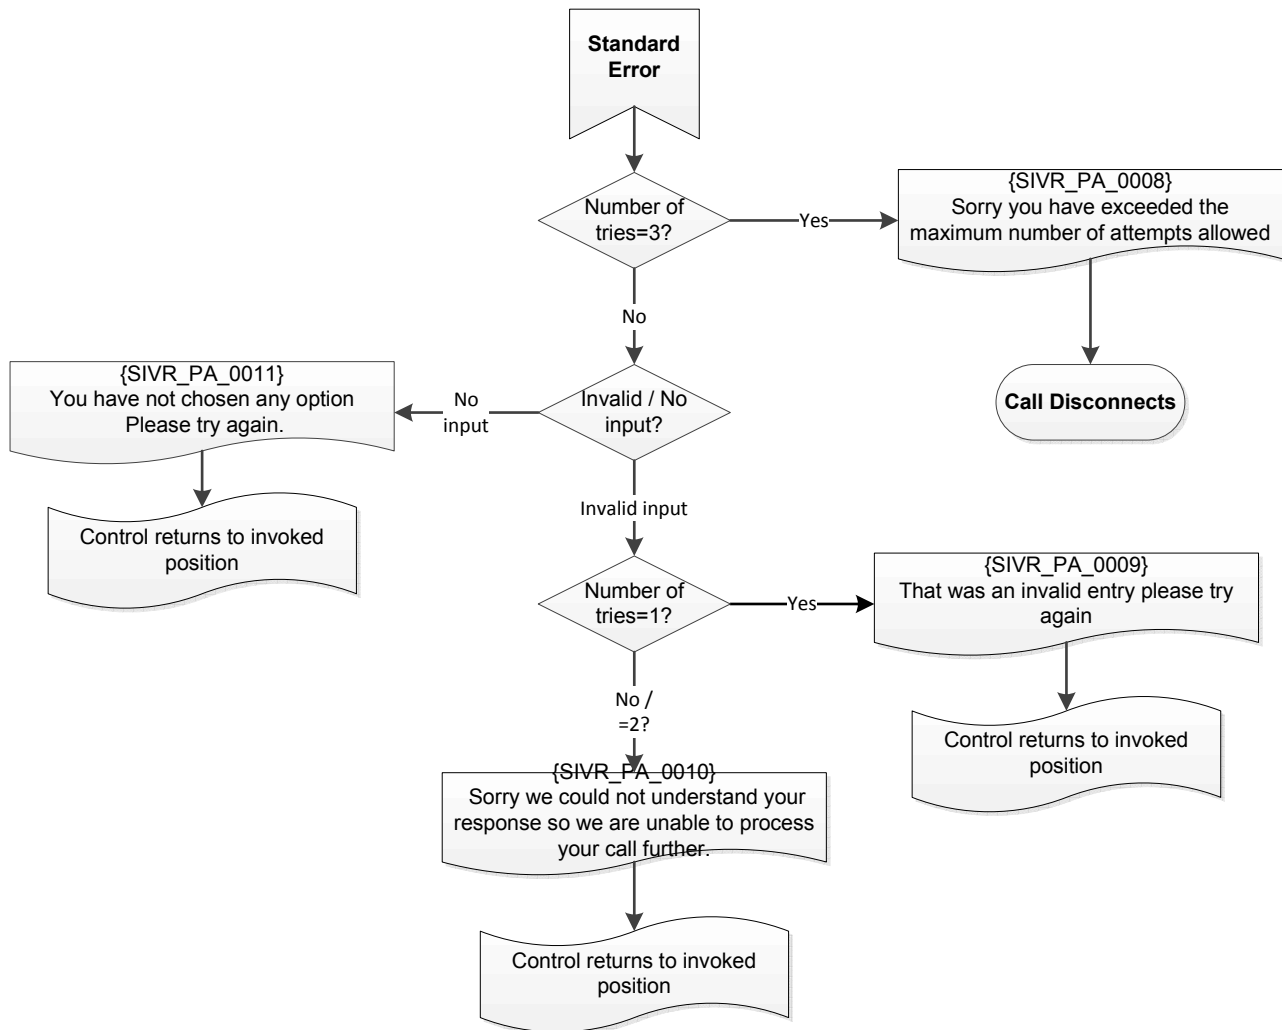 Standard
Error
Number of
tries=3?
Yes
{SIVR_PA_0008}
Sorry you have exceeded the
maximum number of attempts allowed
No
Call Disconnects
{SIVR_PA_0011}
You have not chosen any option
Please try again.
No
input
Invalid / No
input?
Control returns to invoked
position
Invalid input
Number of
tries=1?
Yes
{SIVR_PA_0009}
That was an invalid entry please try
again
No /
=2?
Control returns to invoked
position
{SIVR_PA_0010}
Sorry we could not understand your
response so we are unable to process
your call further.
Control returns to invoked
position